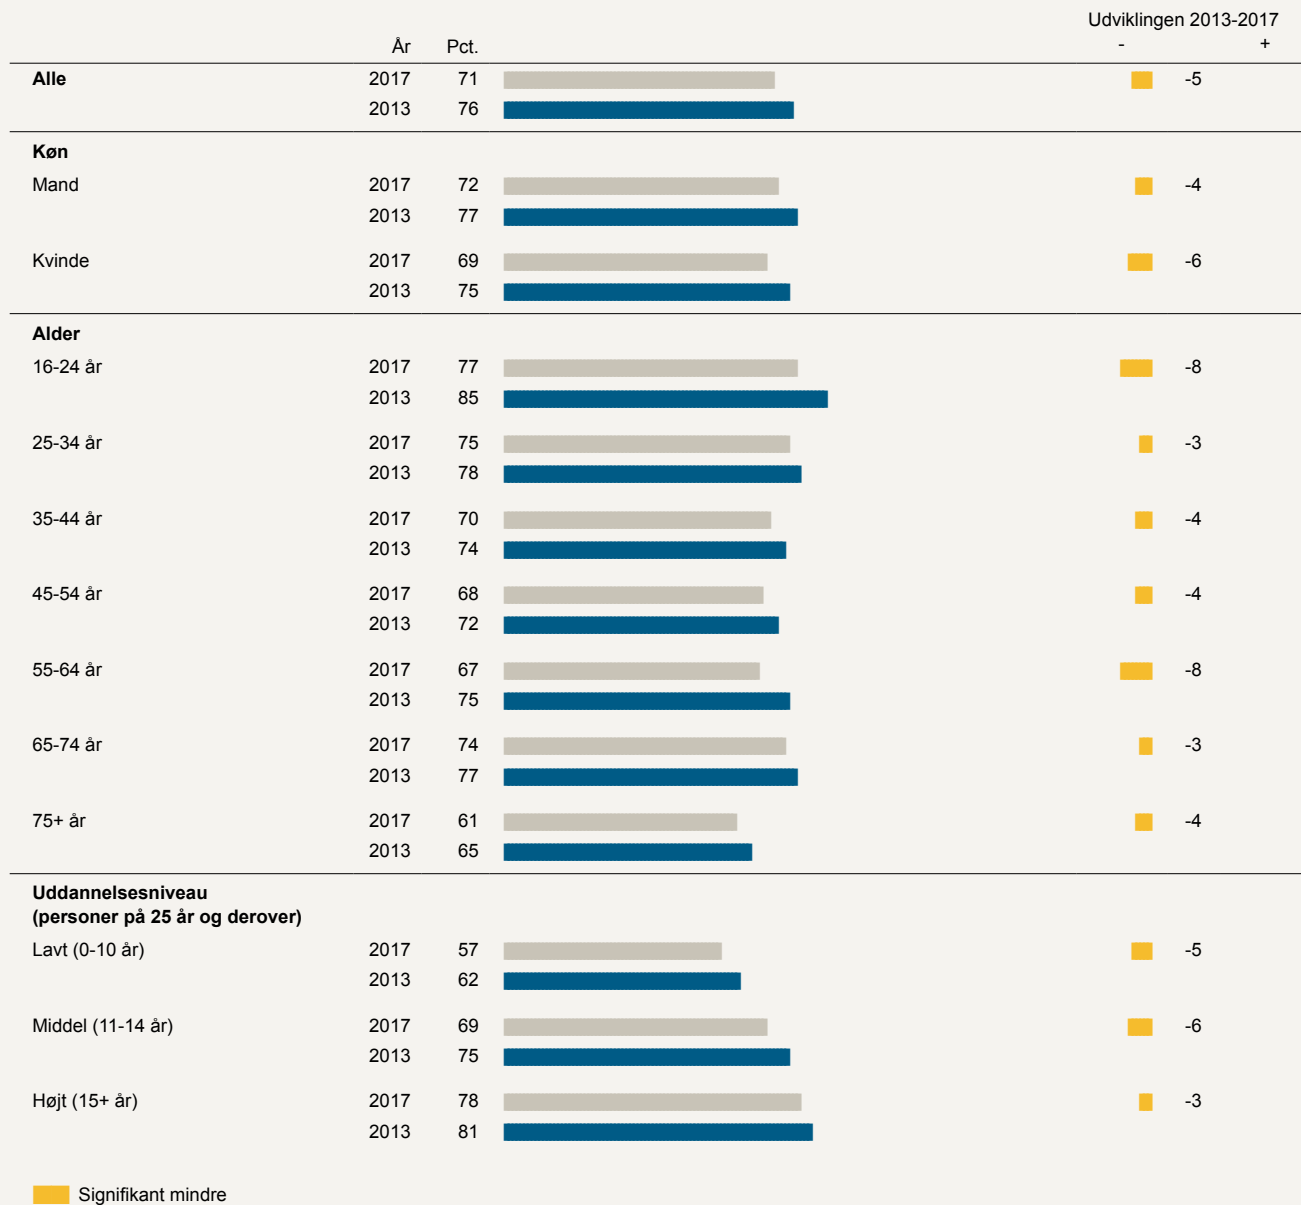 Udviklingen 2013-2017
År Pct. - +
Alle 2017 71 -5
2013 76
Køn
Mand 2017 72 -4
2013 77
Kvinde 2017 69 -6
2013 75
Alder
16-24 år 2017 77 -8
2013 85
25-34 år 2017 75 -3
2013 78
35-44 år 2017 70 -4
2013 74
45-54 år 2017 68 -4
2013 72
55-64 år 2017 67 -8
2013 75
65-74 år 2017 74 -3
2013 77
75+ år 2017 61 -4
2013 65
Uddannelsesniveau
(personer på 25 år og derover)
Lavt (0-10 år) 2017 57 -5
2013 62
Middel (11-14 år) 2017 69 -6
2013 75
Højt (15+ år) 2017 78 -3
2013 81
Signifikant mindre